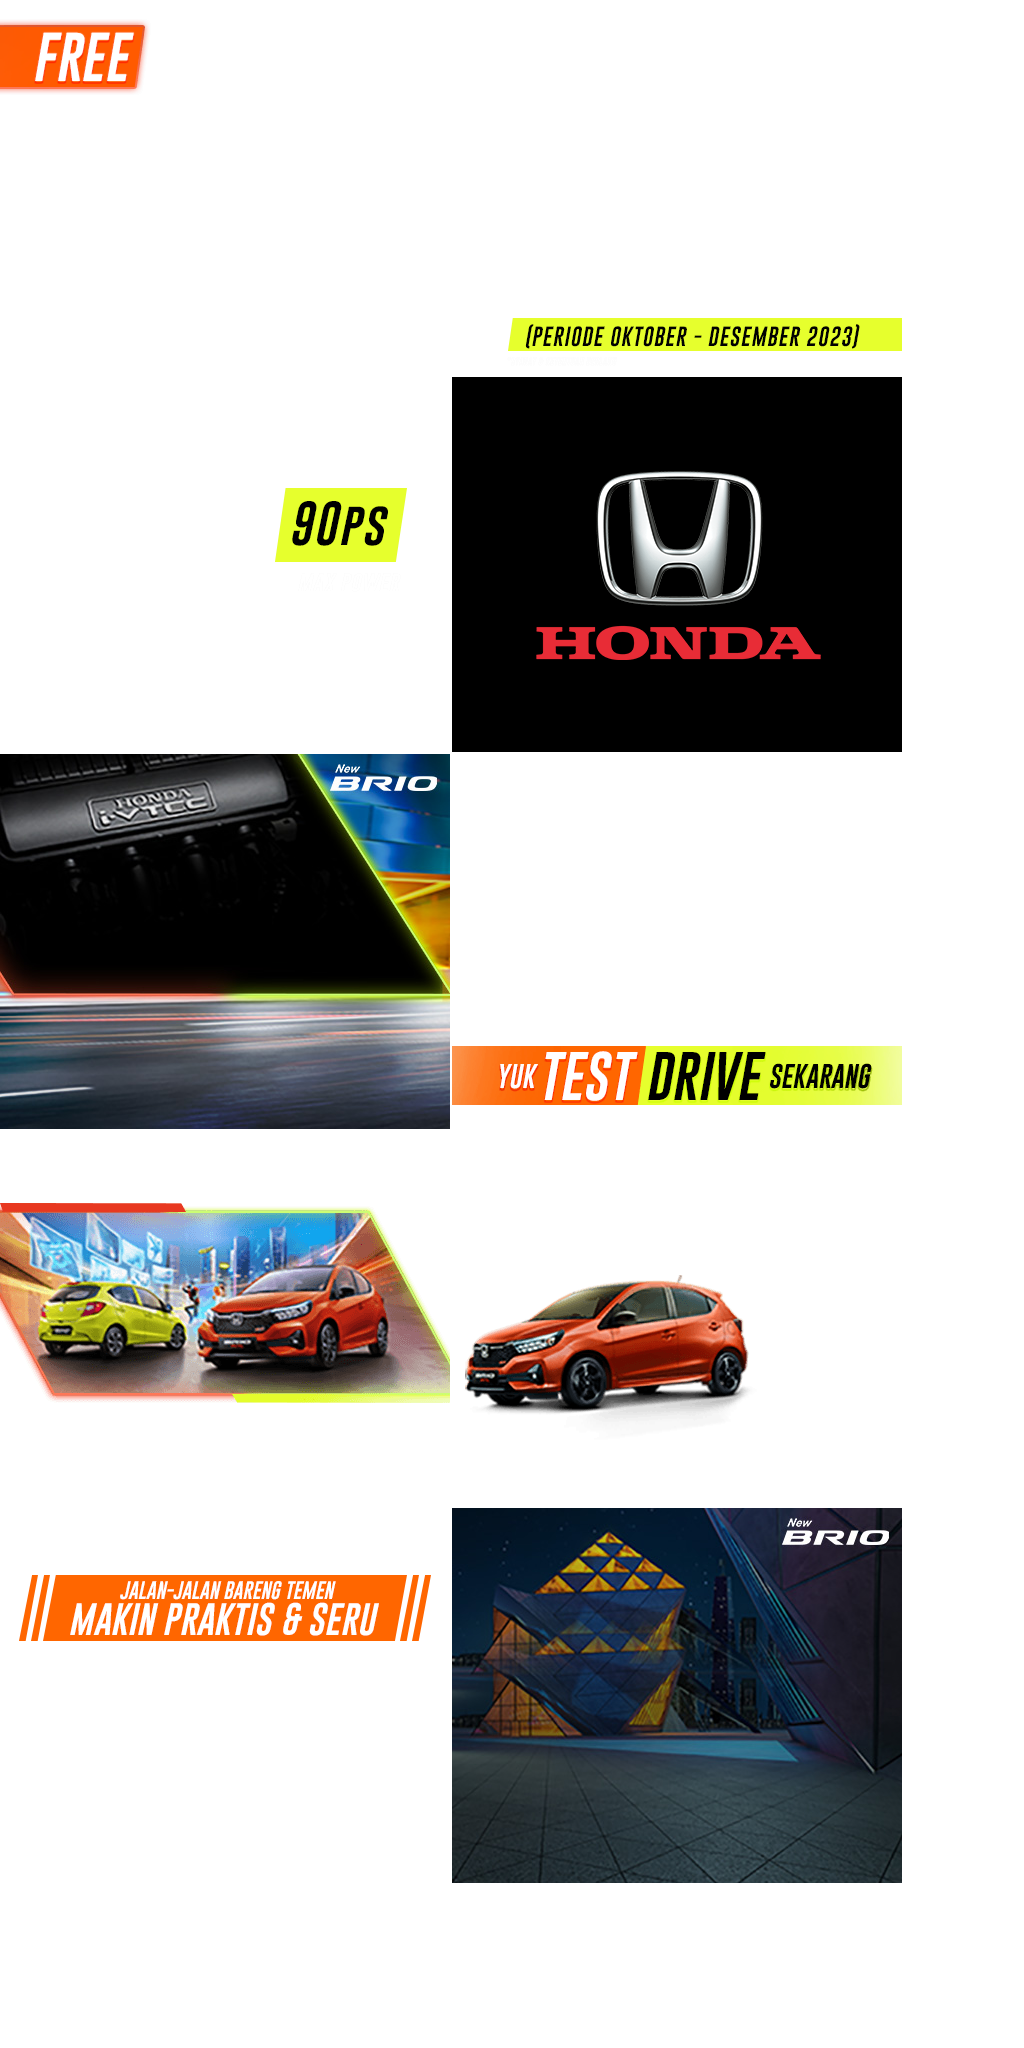 FREE
(PERIODE OKTOBER - DESEMBER 2023)
90PS
HONDA
HONDA
i-VTEC
New
BRIO
YUK TEST DRIVE SEKARANG
BRIO
New
BRIO
JALAN-JALAN BARENG TEMEN
MAKIN PRAKTIS & SERU